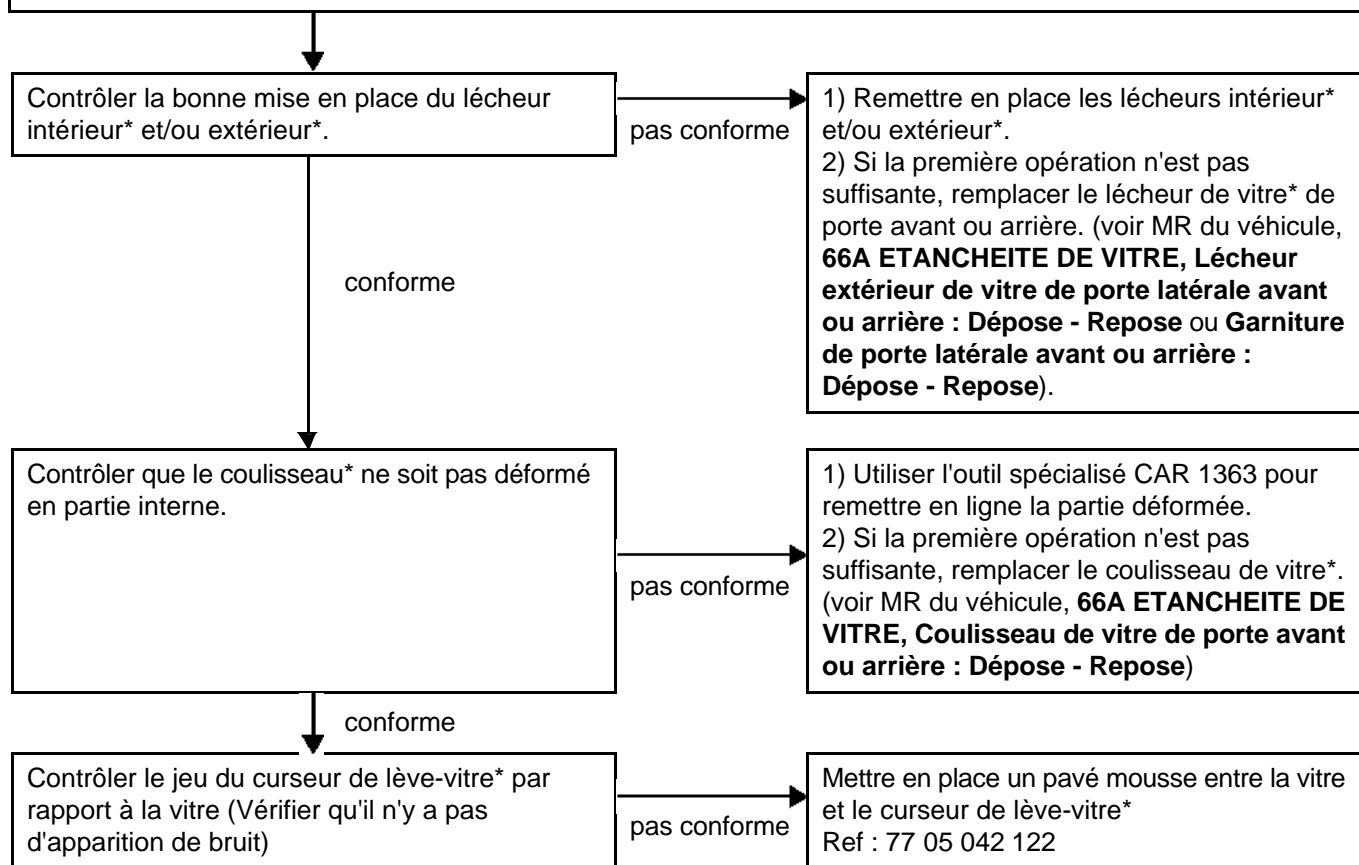 Contrôler la bonne mise en place du lécheur
intérieur* et/ou extérieur*.
pas conforme
1) Remettre en place les lécheurs intérieur*
et/ou extérieur*.
2) Si la première opération n'est pas
suffisante, remplacer le lécheur de vitre* de
porte avant ou arrière. (voir MR du véhicule,
66A ETANCHEITE DE VITRE, Lécheur
extérieur de vitre de porte latérale avant
ou arrière : Dépose - Repose ou Garniture
de porte latérale avant ou arrière :
Dépose - Repose).
conforme
Contrôler que le coulisseau* ne soit pas déformé
en partie interne.
pas conforme
1) Utiliser l'outil spécialisé CAR 1363 pour
remettre en ligne la partie déformée.
2) Si la première opération n'est pas
suffisante, remplacer le coulisseau de vitre*.
(voir MR du véhicule, 66A ETANCHEITE DE
VITRE, Coulisseau de vitre de porte avant
ou arrière : Dépose - Repose)
conforme
Contrôler le jeu du curseur de lève-vitre* par
rapport à la vitre (Vérifier qu'il n'y a pas
d'apparition de bruit)
pas conforme
Mettre en place un pavé mousse entre la vitre
et le curseur de lève-vitre*
Ref : 77 05 042 122